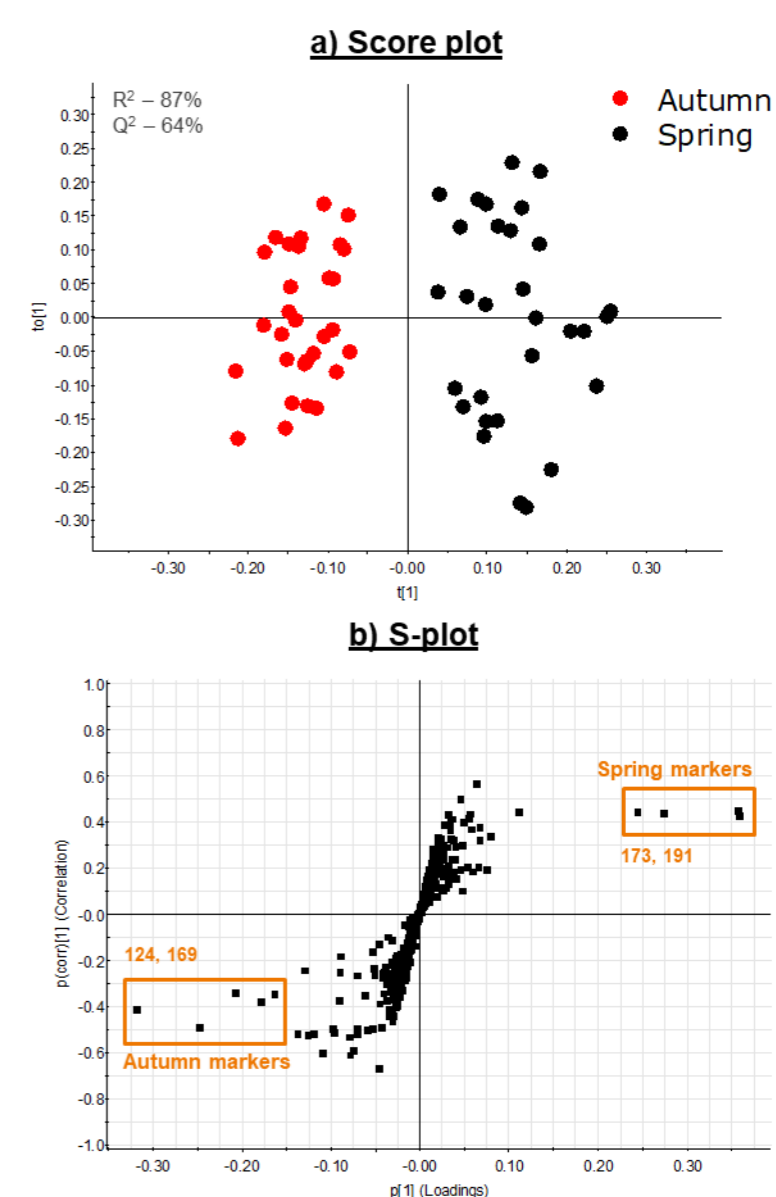 a) Score plot
R² – 87%
Q² – 64%
Autumn
Spring
0.30
0.25
0.20
0.15
0.10
0.05
0.00
-0.05
-0.10
-0.15
-0.20
-0.25
-0.30
to[1]
-0.30 -0.20 -0.10 -0.00 0.10 0.20 0.30
t[1]
b) S-plot
1.0
0.8
0.6
0.4
0.2
-0.0
-0.2
-0.4
-0.6
-0.8
-1.0
p(corr)[1] (Correlation)
Spring markers
173, 191
124, 169
Autumn markers
-0.30 -0.20 -0.10 -0.00 0.10 0.20 0.30
p[1] (Loadings)